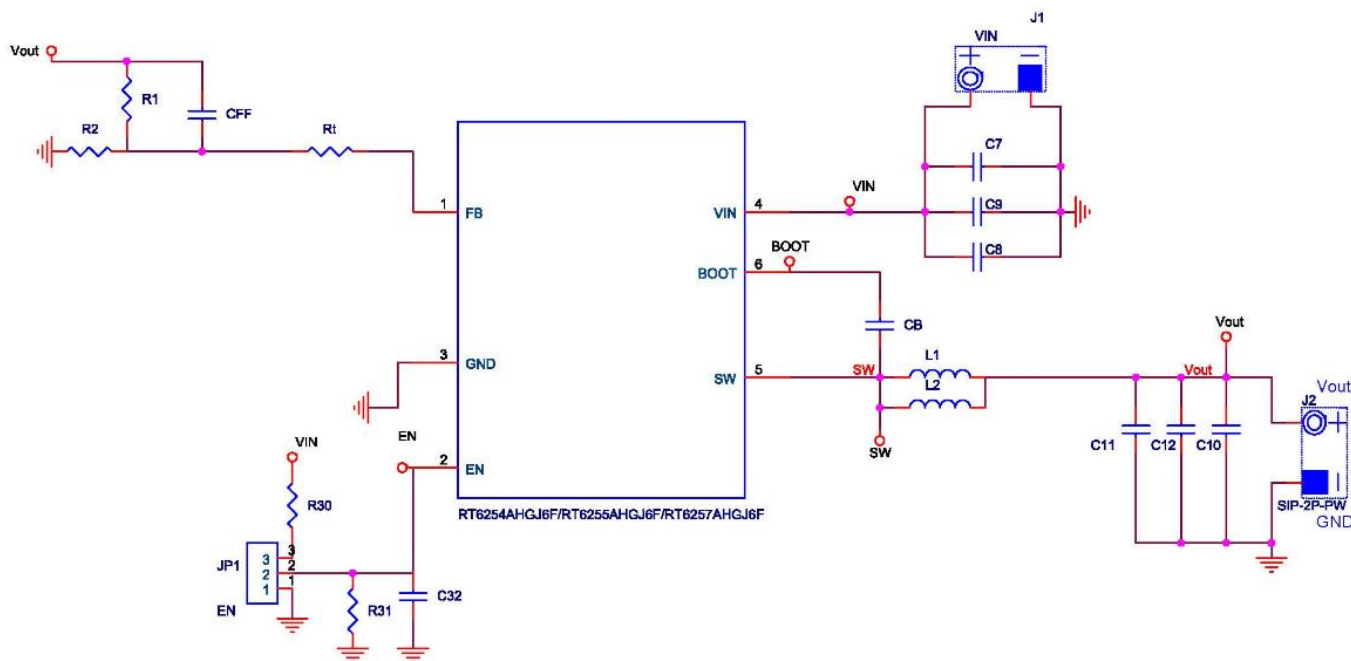 J1
VIN
Vout
R1
CFF
R2
Rt
C7
VIN
1
FB
VIN
4
C9
BOOT
C8
BOOT
6
CB
Vout
3
GND
SW
L1
SW
5
Vout
Vout
L2
J2
EN
C11
C12
C10
VIN
2
EN
SW
R30
SIP-2P-PW
RT6254AHGJ6F/RT6255AHGJ6F/RT6257AHGJ6F
GND
JP1
3
3
2
2
1
1
EN
R31
C32